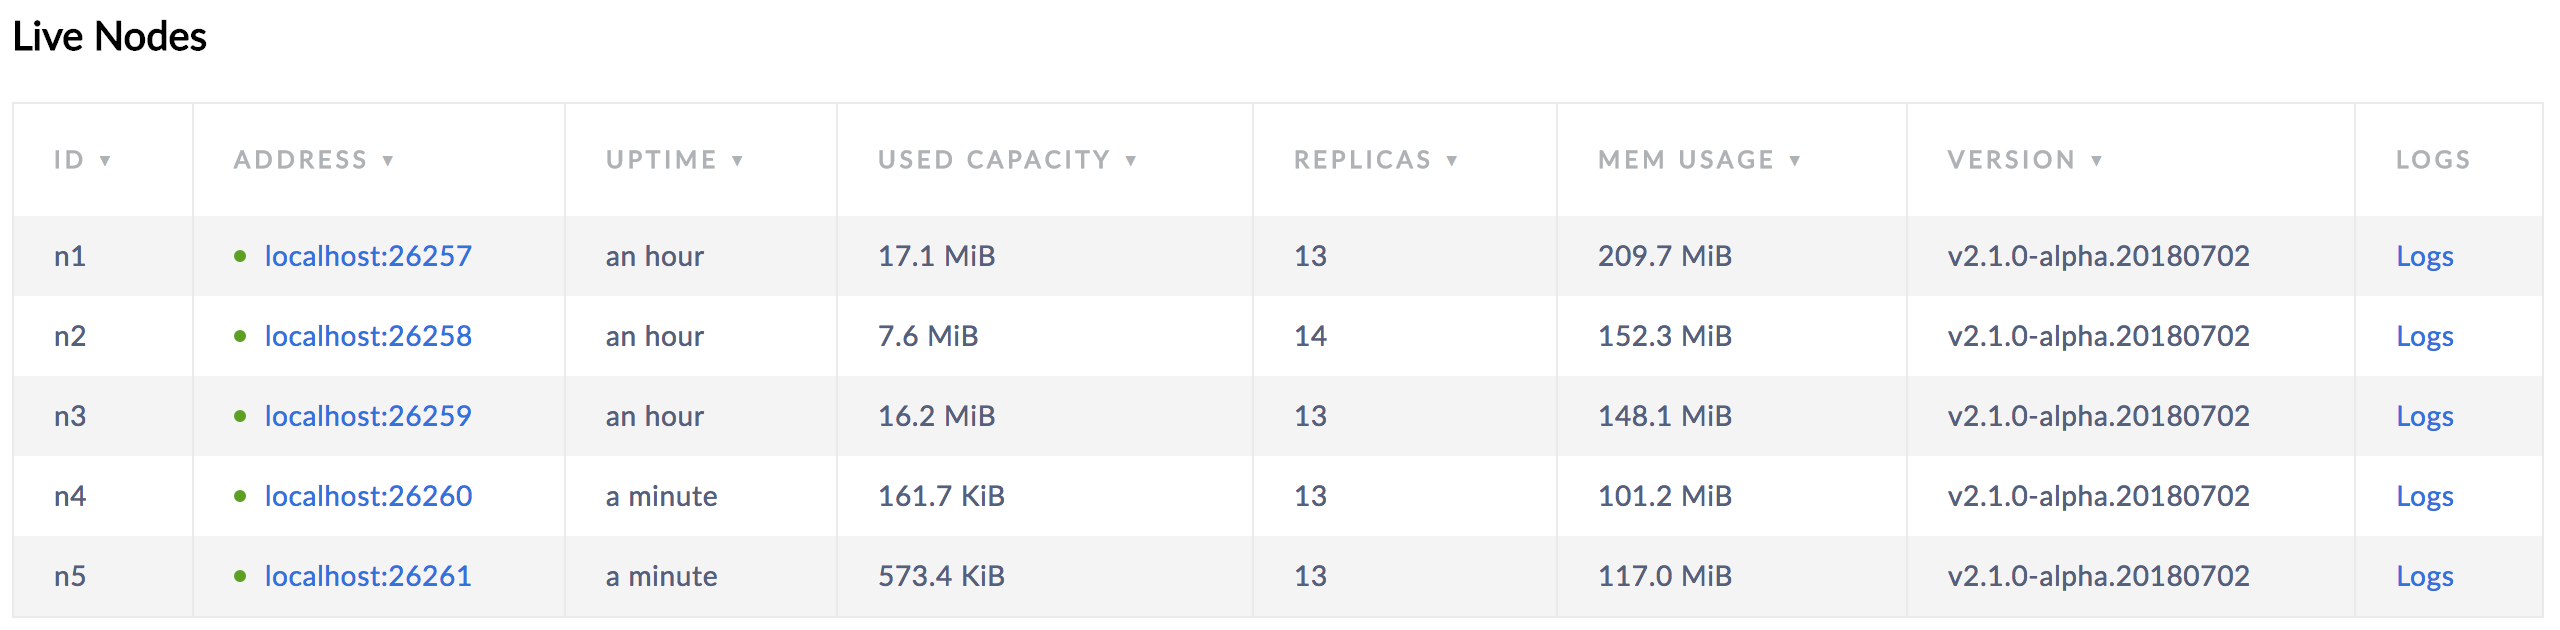 Live Nodes
ID ▼ ADDRESS ▼ UPTIME ▼ USED CAPACITY ▼ REPLICAS ▼ MEM USAGE ▼ VERSION ▼ LOGS
n1 localhost:26257 an hour 17.1 MiB 13 209.7 MiB v2.1.0-alpha.20180702 Logs
n2 localhost:26258 an hour 7.6 MiB 14 152.3 MiB v2.1.0-alpha.20180702 Logs
n3 localhost:26259 an hour 16.2 MiB 13 148.1 MiB v2.1.0-alpha.20180702 Logs
n4 localhost:26260 a minute 161.7 KiB 13 101.2 MiB v2.1.0-alpha.20180702 Logs
n5 localhost:26261 a minute 573.4 KiB 13 117.0 MiB v2.1.0-alpha.20180702 Logs